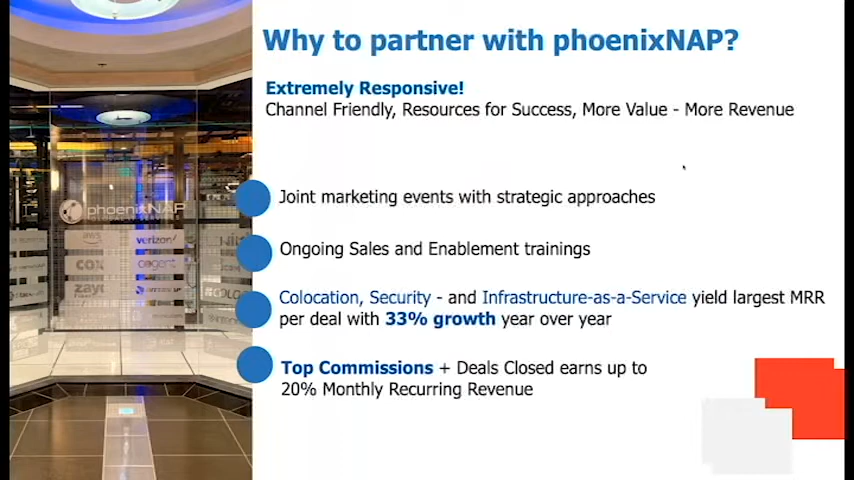 Why to partner with phoenixNAP?
Extremely Responsive!
Channel Friendly, Resources for Success, More Value - More Revenue
Joint marketing events with strategic approaches
Ongoing Sales and Enablement trainings
Colocation, Security - and Infrastructure-as-a-Service yield largest MRR
per deal with 33% growth year over year
Top Commissions + Deals Closed earns up to
20% Monthly Recurring Revenue
phoenixNAP
aws
verizon
cox
cogent
zayo